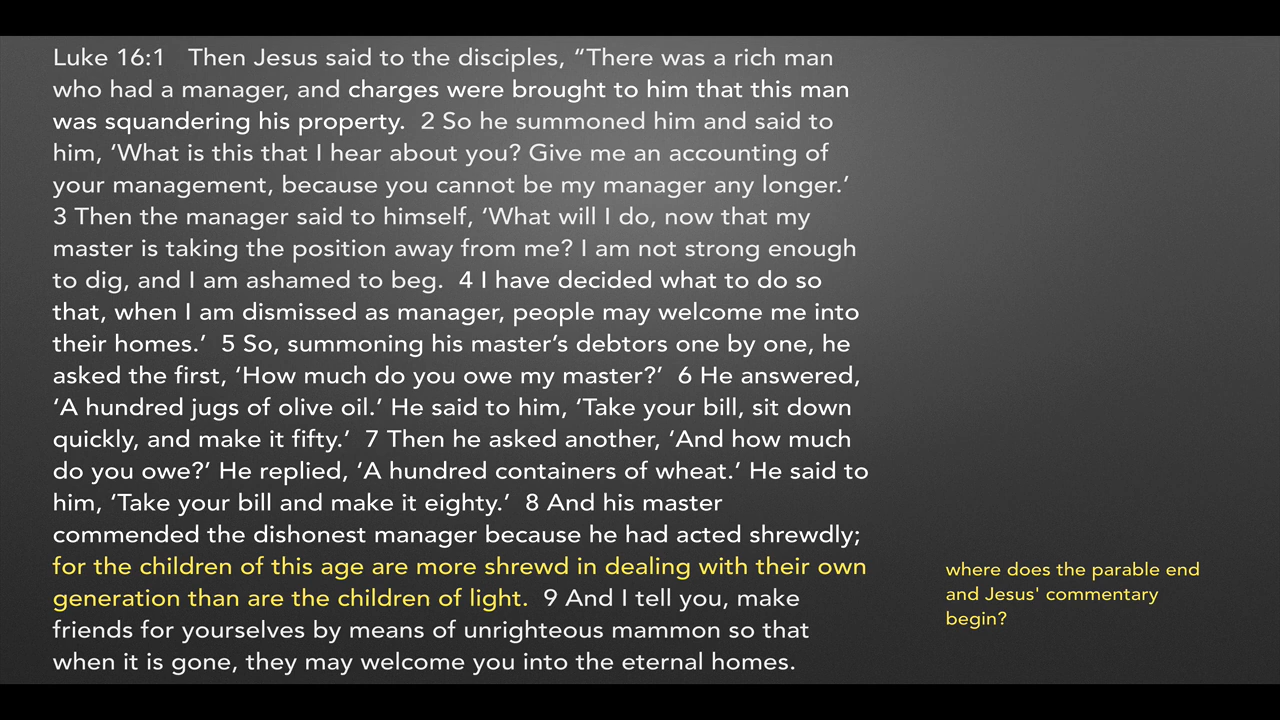 Luke 16:1   Then Jesus said to the disciples, “There was a rich man
who had a manager, and charges were brought to him that this man
was squandering his property.  2 So he summoned him and said to
him, ‘What is this that I hear about you? Give me an accounting of
your management, because you cannot be my manager any longer.’
3 Then the manager said to himself, ‘What will I do, now that my
master is taking the position away from me? I am not strong enough
to dig, and I am ashamed to beg.  4 I have decided what to do so
that, when I am dismissed as manager, people may welcome me into
their homes.’  5 So, summoning his master’s debtors one by one, he
asked the first, ‘How much do you owe my master?’  6 He answered,
‘A hundred jugs of olive oil.’ He said to him, ‘Take your bill, sit down
quickly, and make it fifty.’  7 Then he asked another, ‘And how much
do you owe?’ He replied, ‘A hundred containers of wheat.’ He said to
him, ‘Take your bill and make it eighty.’  8 And his master
commended the dishonest manager because he had acted shrewdly;
for the children of this age are more shrewd in dealing with their own
generation than are the children of light.  9 And I tell you, make
friends for yourselves by means of unrighteous mammon so that
when it is gone, they may welcome you into the eternal homes.
where does the parable end
and Jesus' commentary
begin?